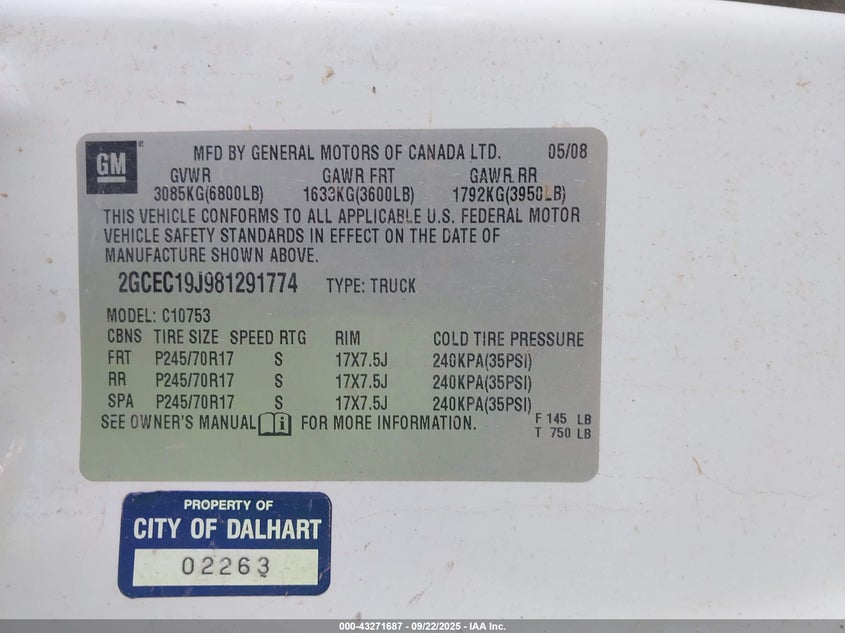 GM
®
MFD BY GENERAL MOTORS OF CANADA LTD. 05/08
GVWR GAWR FRT GAWR RR
3085KG(6800LB) 1633KG(3600LB) 1792KG(3950LB)
THIS VEHICLE CONFORMS TO ALL APPLICABLE U.S. FEDERAL MOTOR
VEHICLE SAFETY STANDARDS IN EFFECT ON THE DATE OF
MANUFACTURE SHOWN ABOVE.
2GCEC19J981291774 TYPE: TRUCK
MODEL: C10753
CBNS TIRE SIZE SPEED RTG RIM COLD TIRE PRESSURE
FRT P245/70R17 S 17X7.5J 240KPA(35PSI)
RR P245/70R17 S 17X7.5J 240KPA(35PSI)
SPA P245/70R17 S 17X7.5J 240KPA(35PSI)
SEE OWNER'S MANUAL i FOR MORE INFORMATION.
F 145 LB
T 750 LB
PROPERTY OF
CITY OF DALHART
02263
000-43271687 - 09/22/2025 - IAA Inc.